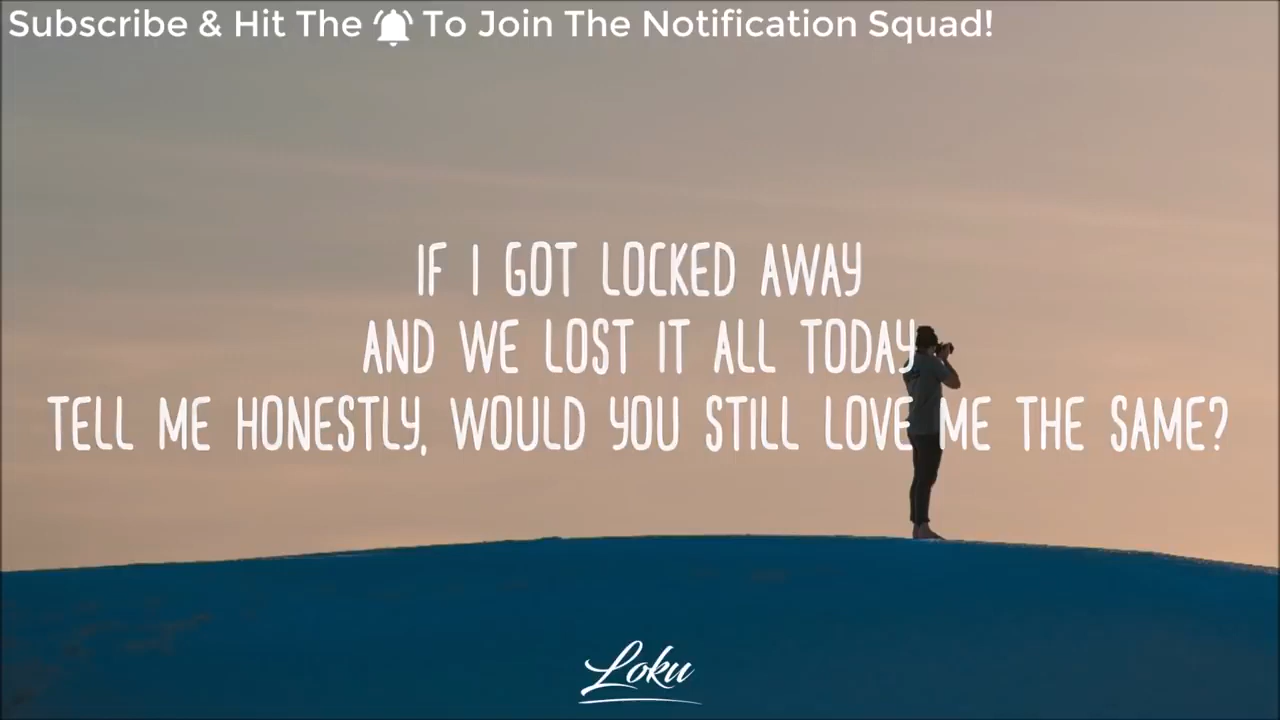 Subscribe & Hit The To Join The Notification Squad!
IF I GOT LOCKED AWAY
AND WE LOST IT ALL TODAY
TELL ME HONESTLY, WOULD YOU STILL LOVE ME THE SAME?
Loku